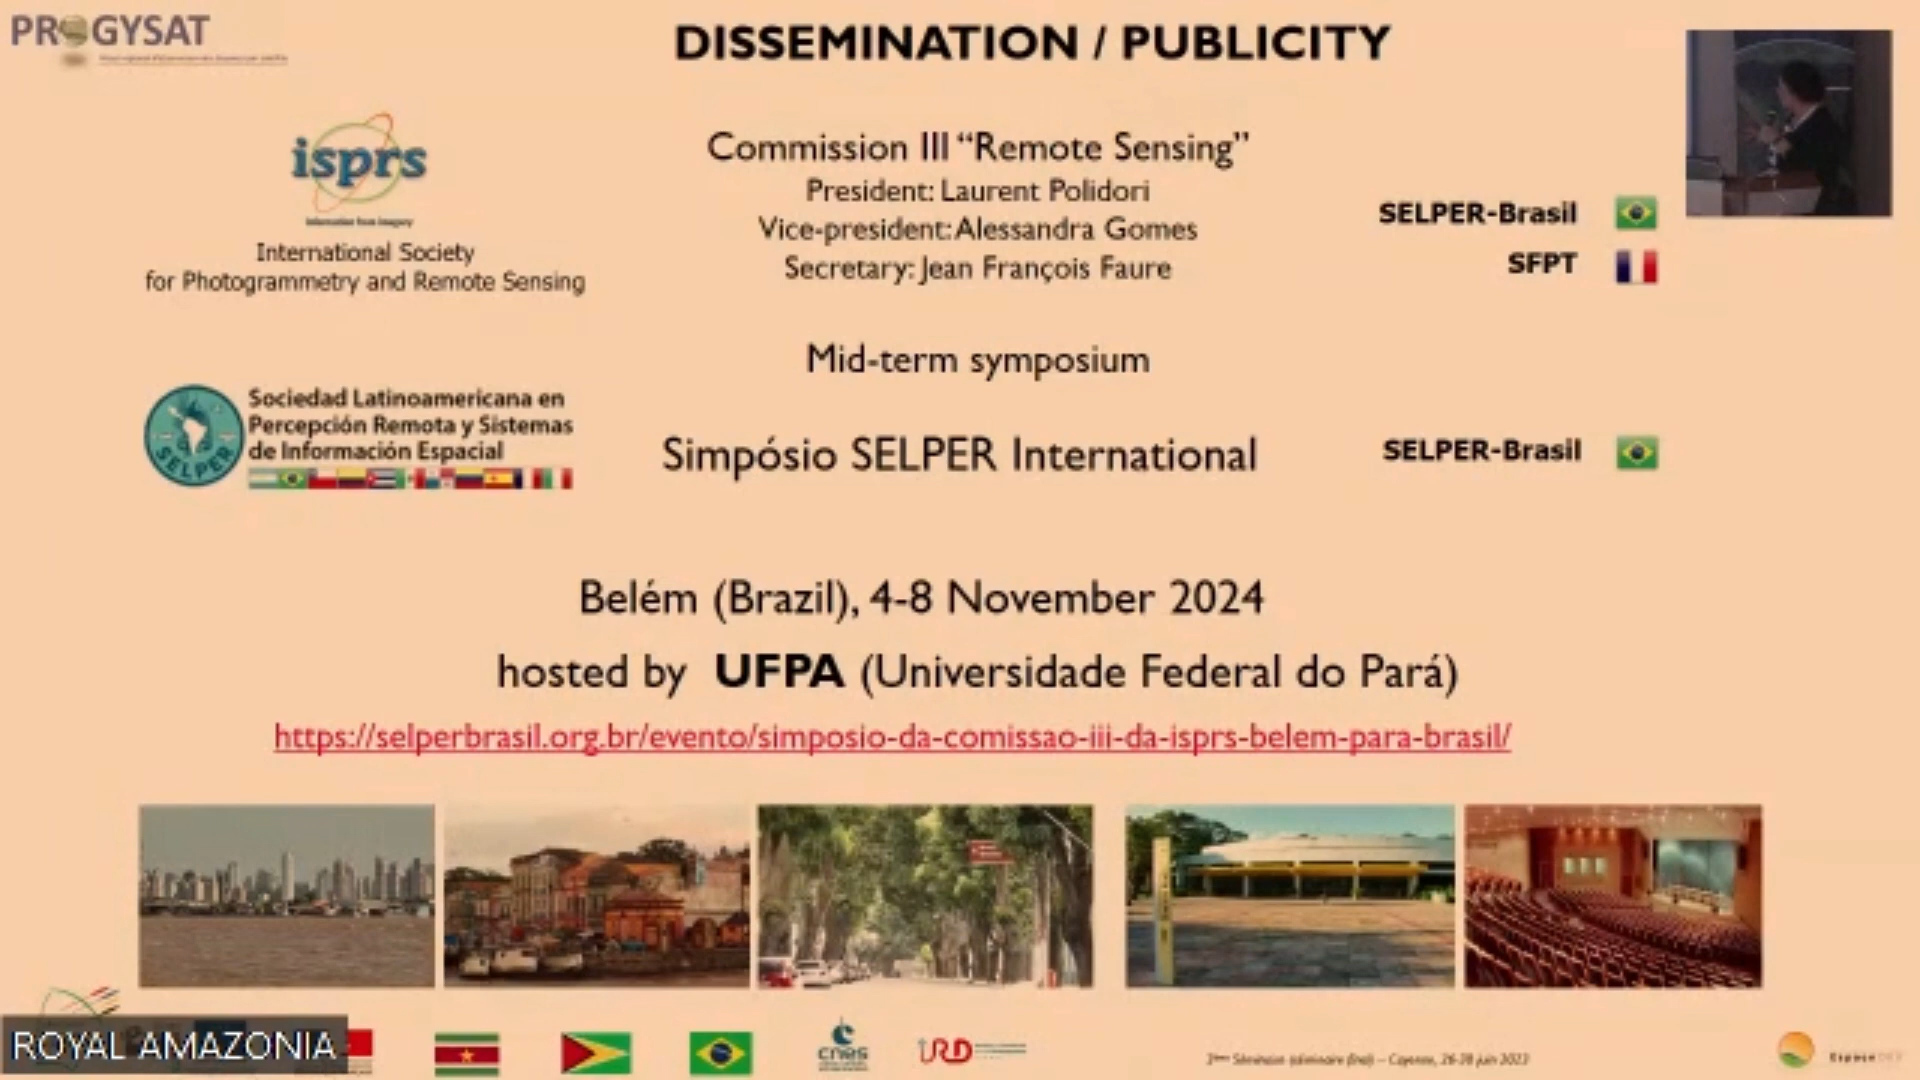 PROGYSAT
DISSEMINATION / PUBLICITY
isprs
Information from Imagery
International Society
for Photogrammetry and Remote Sensing
Commission III “Remote Sensing”
President: Laurent Polidori
Vice-president: Alessandra Gomes
Secretary: Jean François Faure
SELPER-Brasil
SFPT
Mid-term symposium
SELPER
Sociedad Latinoamericana en
Percepción Remota y Sistemas
de Información Espacial
Simpósio SELPER International
SELPER-Brasil
Belém (Brazil), 4-8 November 2024
hosted by UFPA (Universidade Federal do Pará)
https://selperbrasil.org.br/evento/simposio-da-comissao-iii-da-isprs-belem-para-brasil/
ROYAL AMAZONIA
cnes
IRD